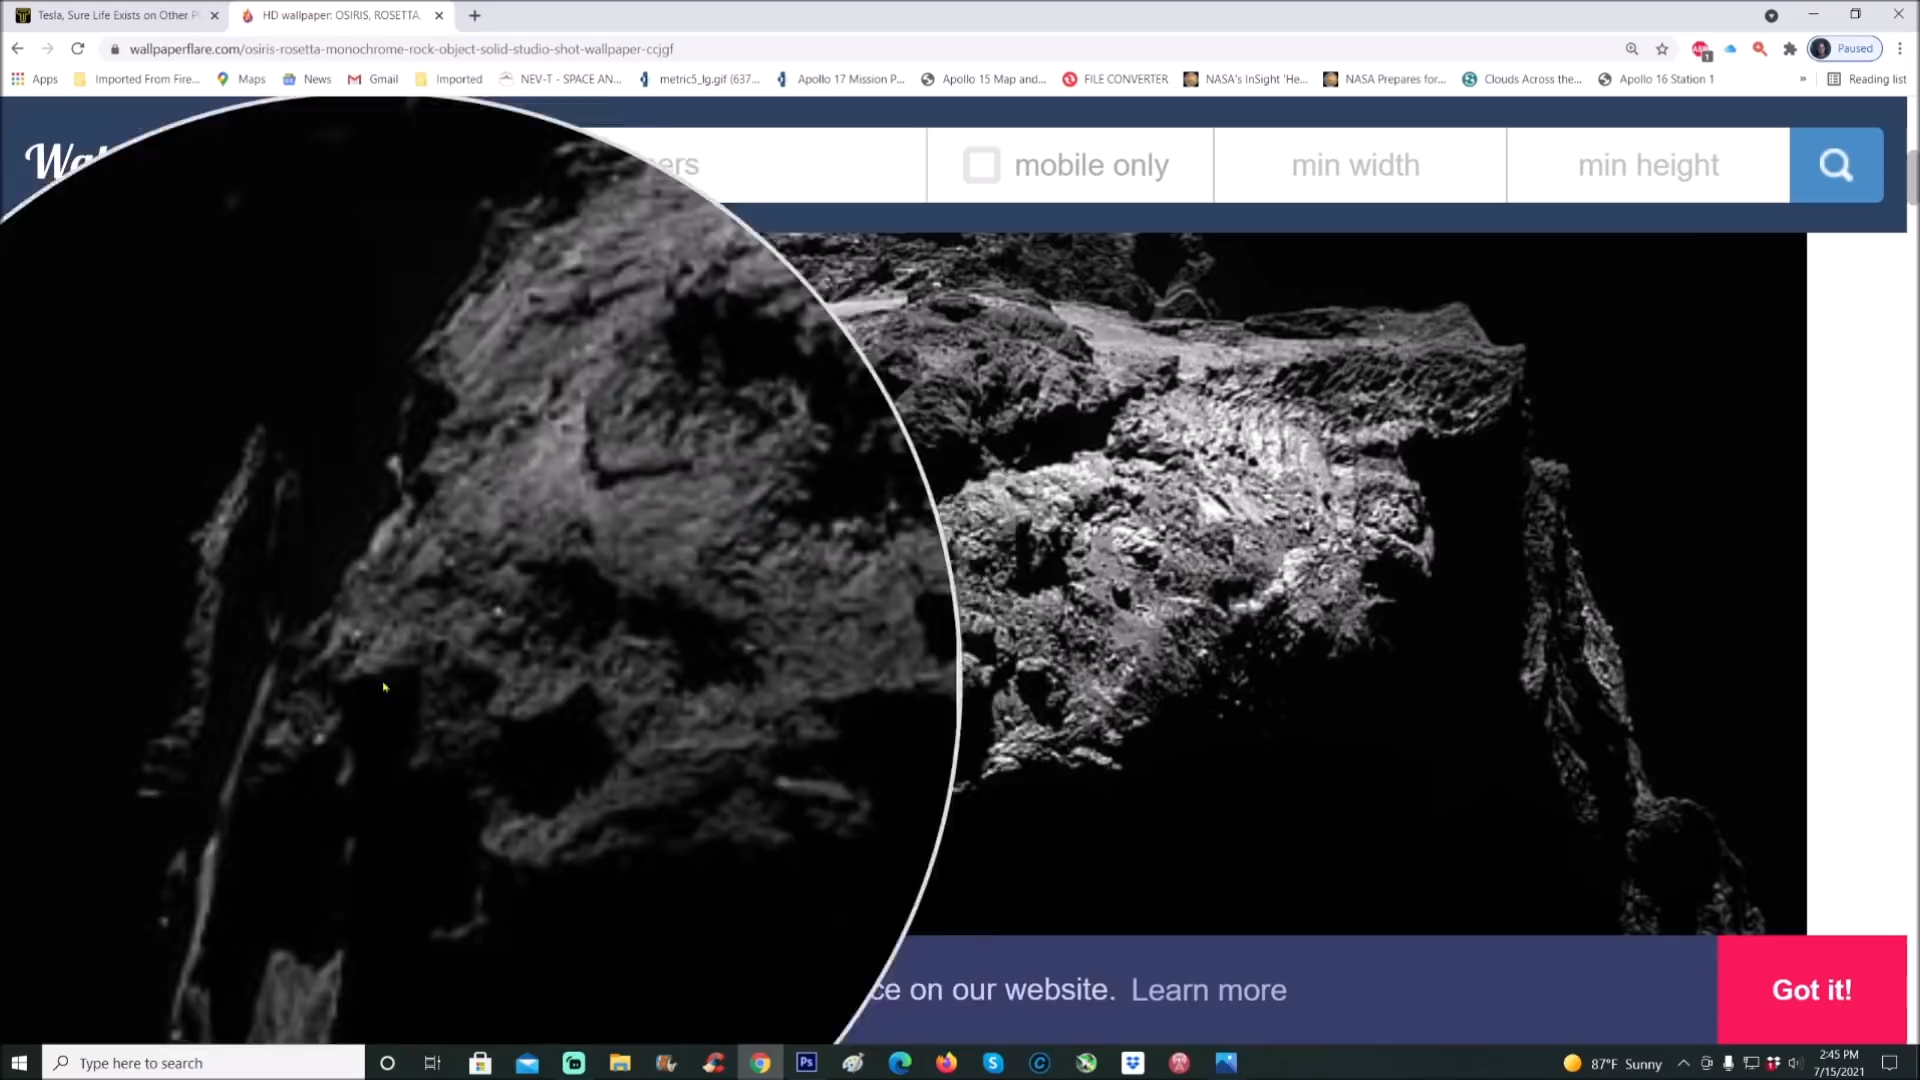 Tesla, Sure Life Exists on Other P
HD wallpaper: OSIRIS, ROSETTA,
wallpaperflare.com/osiris-rosetta-monochrome-rock-object-solid-studio-shot-wallpaper-ccjgf
ABP
1
Paused
Apps
Imported From Fire...
Maps
News
Gmail
Imported
NEV-T - SPACE AN...
metric5_lg.gif (637...
Apollo 17 Mission P...
Apollo 15 Map and...
FILE CONVERTER
NASA's InSight 'He...
NASA Prepares for...
Clouds Across the...
Apollo 16 Station 1
»
Reading list
mobile only
min width
min height
ce on our website. Learn more
Got it!
Type here to search
Ps
87°F Sunny
2:45 PM
7/15/2021